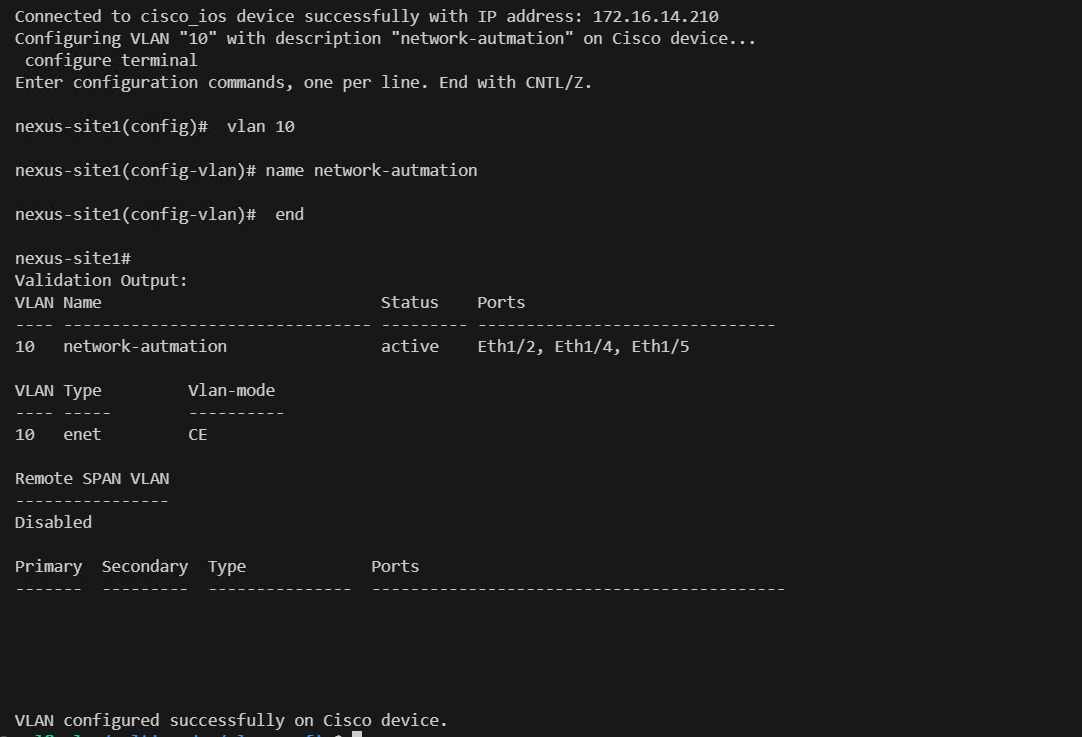 Connected to cisco_ios device successfully with IP address: 172.16.14.210
Configuring VLAN "10" with description "network-autmation" on Cisco device...
 configure terminal
Enter configuration commands, one per line. End with CNTL/Z.

nexus-site1(config)#  vlan 10

nexus-site1(config-vlan)# name network-autmation

nexus-site1(config-vlan)#  end

nexus-site1#
Validation Output:
VLAN Name                             Status    Ports
---- -------------------------------- --------- -------------------------------
10   network-autmation                active    Eth1/2, Eth1/4, Eth1/5

VLAN Type         Vlan-mode
---- -----        ----------
10   enet         CE

Remote SPAN VLAN
----------------
Disabled

Primary  Secondary  Type             Ports
-------  ---------  ---------------  -------------------------------------------

VLAN configured successfully on Cisco device.